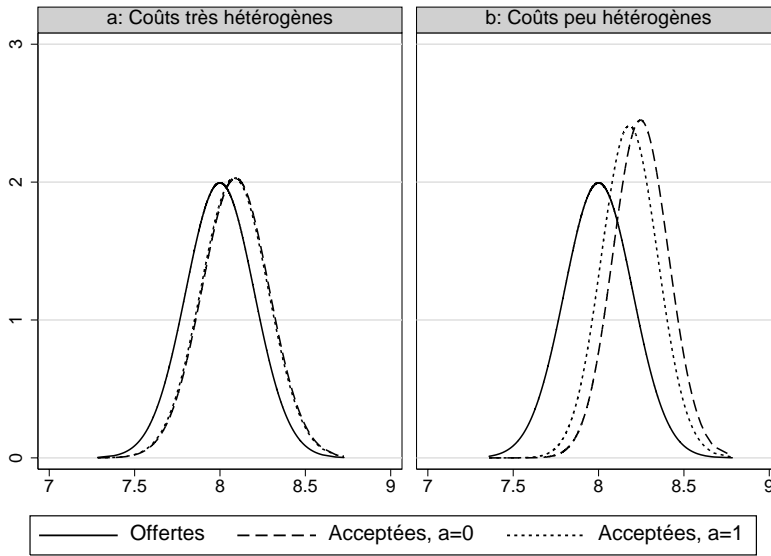 a: Coûts très hétérogènes
b: Coûts peu hétérogènes
3
2
1
0
7 7.5 8 8.5 9
7 7.5 8 8.5 9
Offertes Acceptées, a=0 Acceptées, a=1